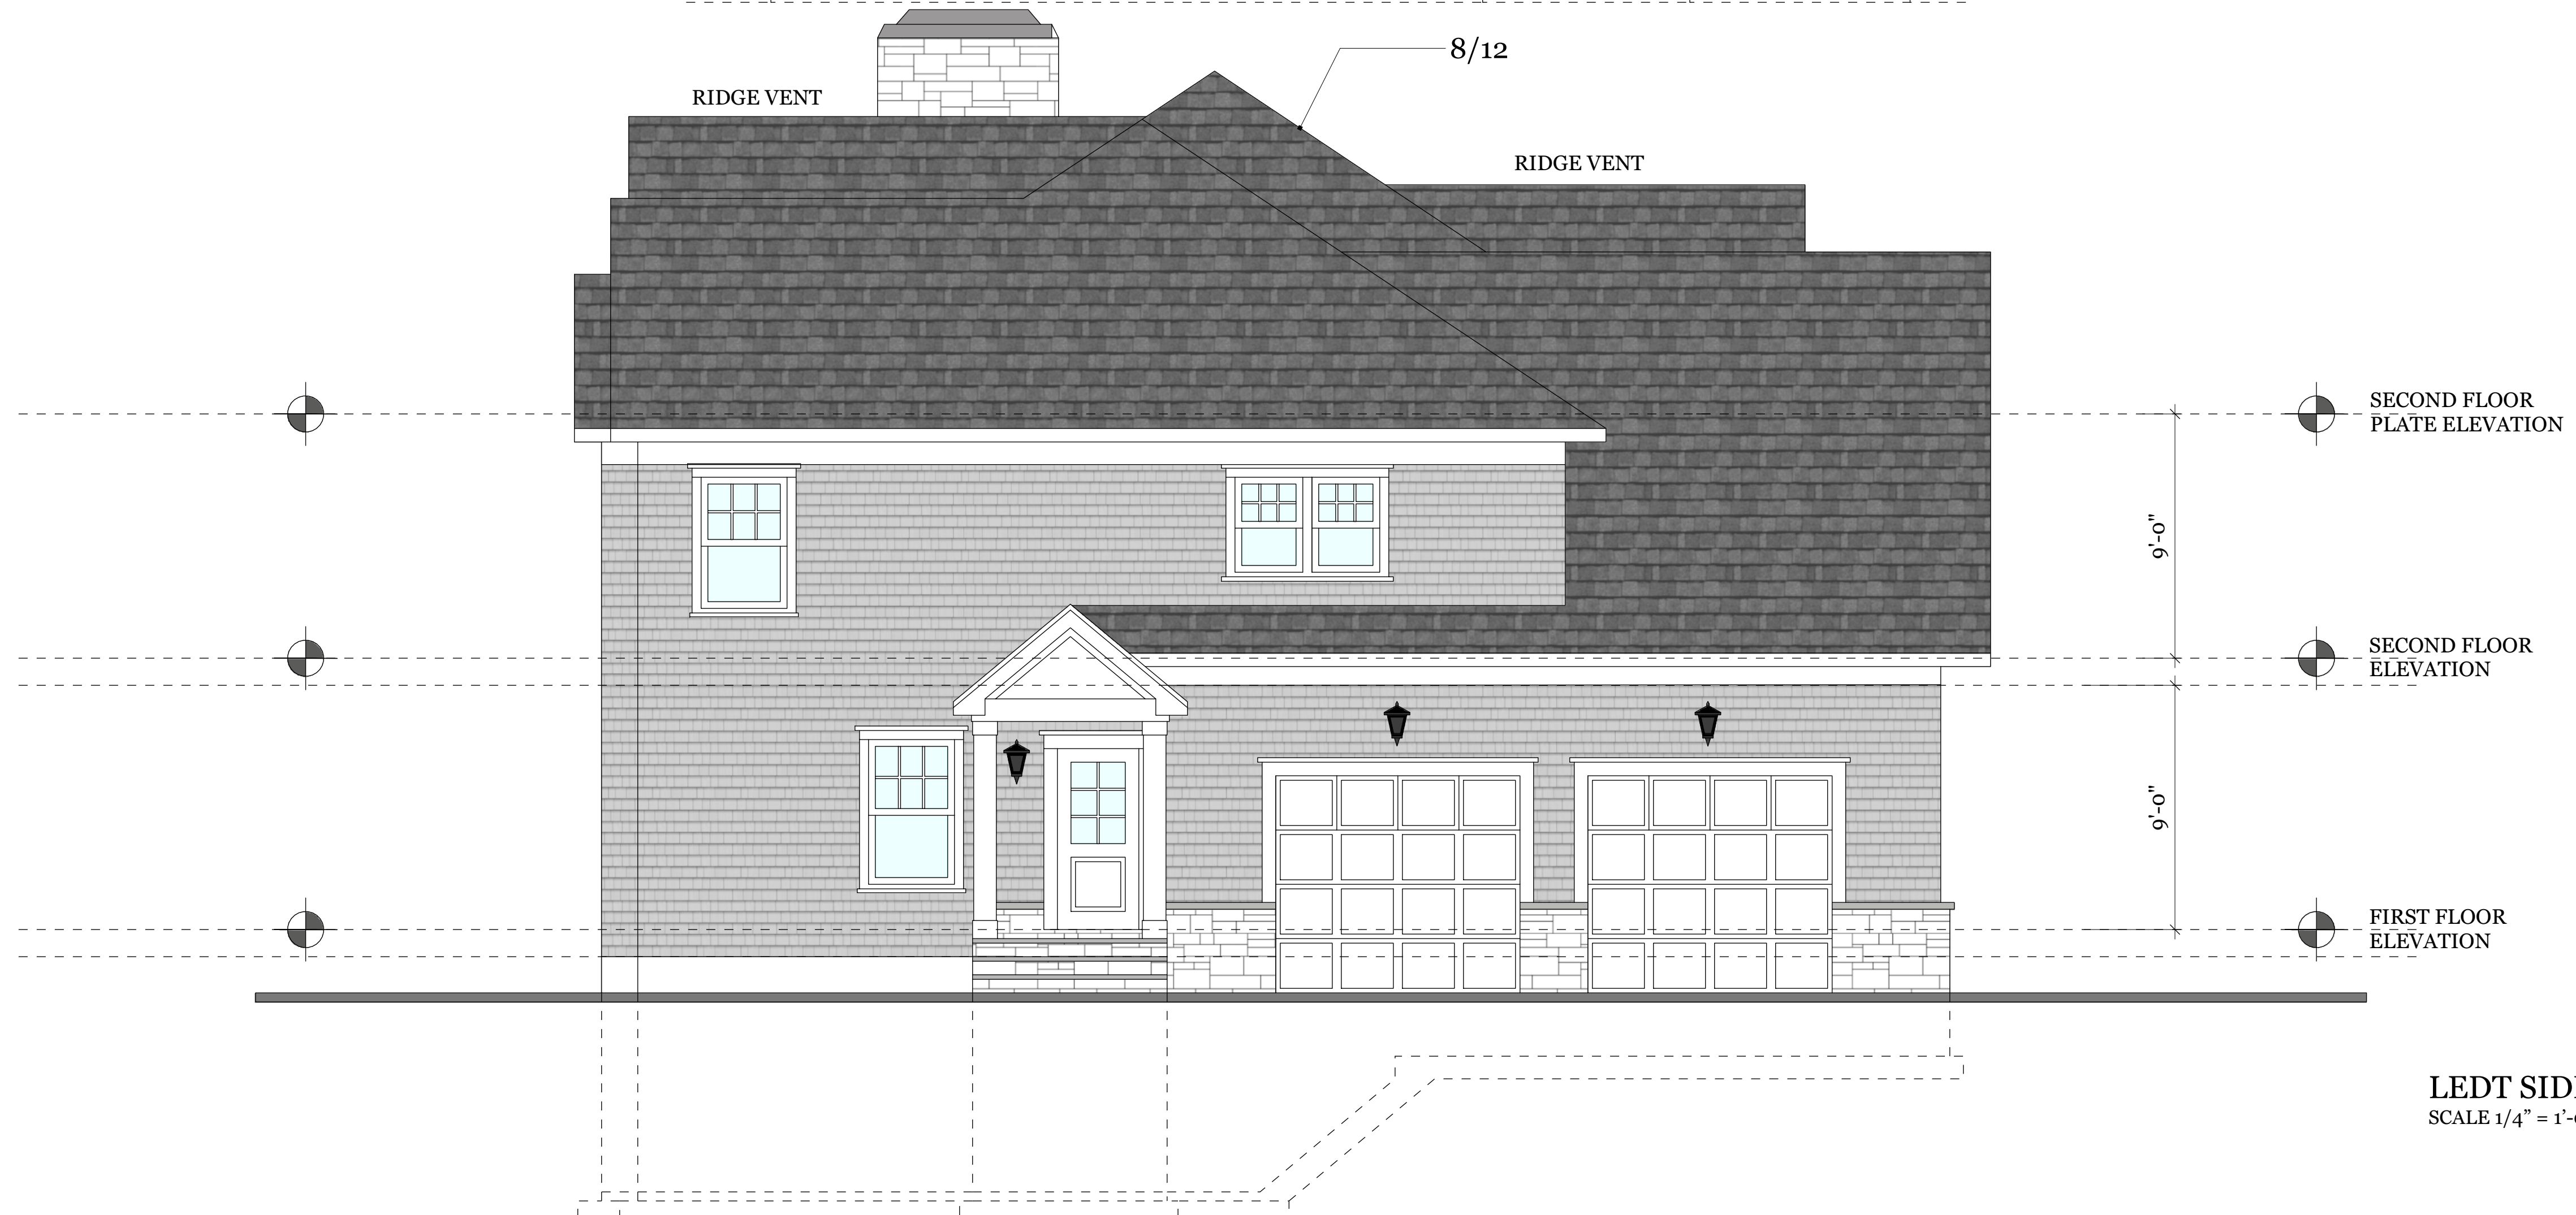 8/12
RIDGE VENT
RIDGE VENT
SECOND FLOOR
PLATE ELEVATION
9'-0"
SECOND FLOOR
ELEVATION
9'-0"
FIRST FLOOR
ELEVATION
LEDT SID
SCALE 1/4” = 1’-